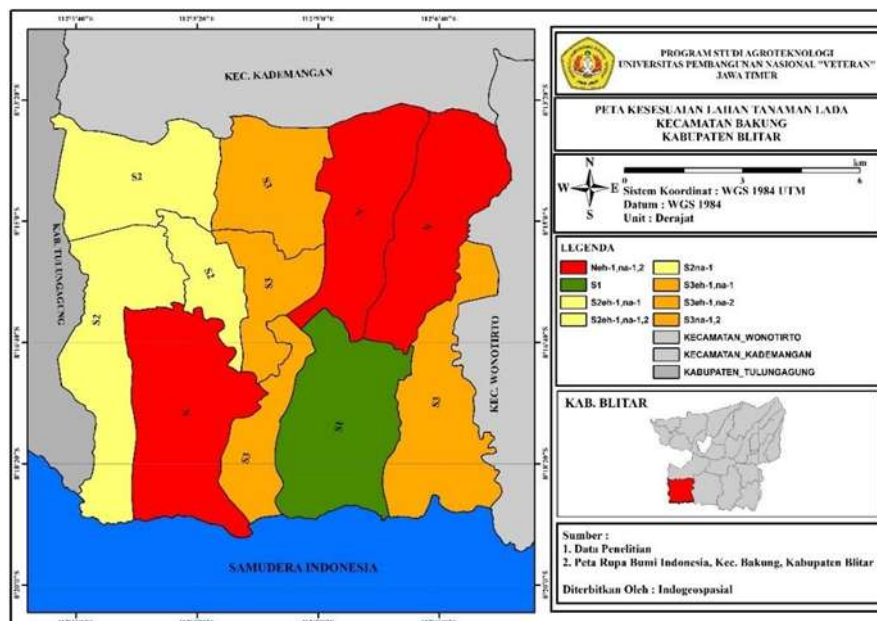 KEC. KADEMANGAN
KAB. TULUNGAGUNG
KEC. WONOTIRTO
S2
S3
N
N
S2
S3
S2
N
S3
S1
S3
SAMUDERA INDONESIA
PROGRAM STUDI AGROTEKNOLOGI
UNIVERSITAS PEMBANGUNAN NASIONAL "VETERAN"
JAWA TIMUR
PETA KESESUAIAN LAHAN TANAMAN LADA
KECAMATAN BAKUNG
KABUPATEN BLITAR
N
W E
S
km
0 3 6
Sistem Koordinat : WGS 1984 UTM
Datum : WGS 1984
Unit : Derajat
LEGENDA
Neh-1,na-1,2
S1
S2eh-1,na-1
S2eh-1,na-1,2
S2na-1
S3eh-1,na-1
S3eh-1,na-2
S3na-1,2
KECAMATAN_WONOTIRTO
KECAMATAN_KADEMANGAN
KABUPATEN_TULUNGAGUNG
KAB. BLITAR
Sumber :
1. Data Penelitian
2. Peta Rupa Bumi Indonesia, Kec. Bakung, Kabupaten Blitar
Diterbitkan Oleh : Indogeospasial